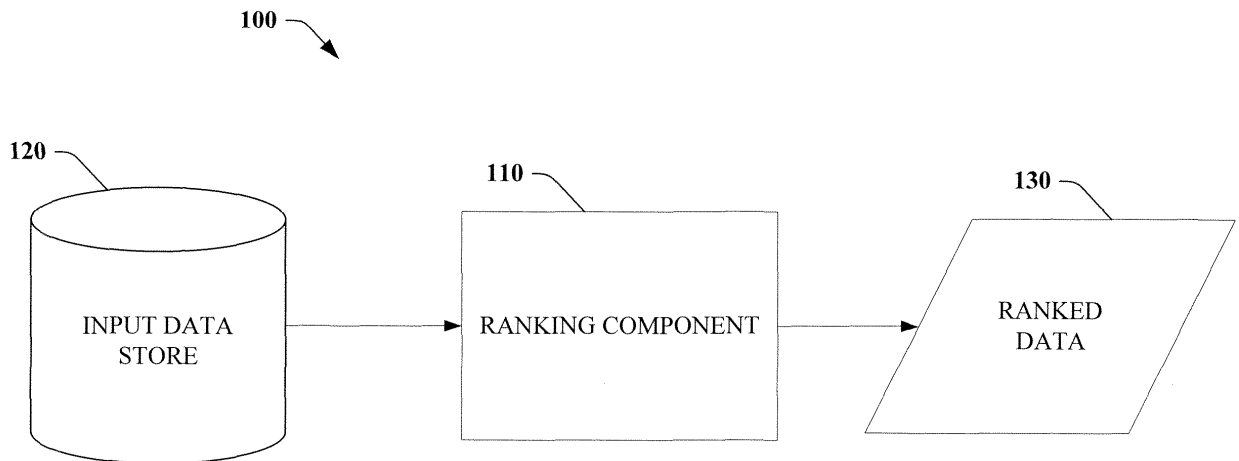 100
120
110
130
INPUT DATA
STORE
RANKING COMPONENT
RANKED
DATA